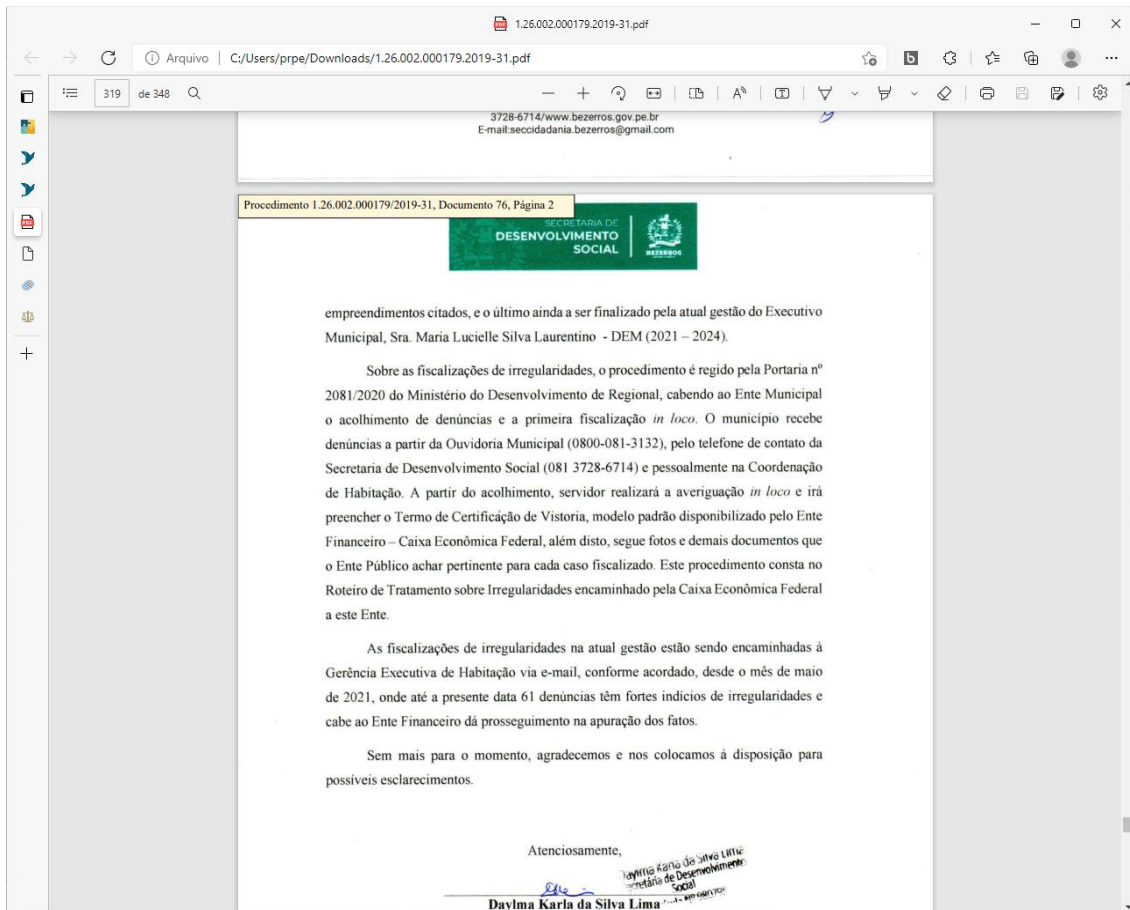 1.26.002.000179.2019-31.pdf
Arquivo | C:/Users/prpe/Downloads/1.26.002.000179.2019-31.pdf
319 de 348
3728-6714/www.bezerros.gov.pe.br
E-mail:seccidadania.bezerros@gmail.com
Procedimento 1.26.002.000179/2019-31, Documento 76, Página 2
SECRETARIA DE
DESENVOLVIMENTO
SOCIAL
BEZERROS
empreendimentos citados, e o último ainda a ser finalizado pela atual gestão do Executivo
Municipal, Sra. Maria Lucielle Silva Laurentino - DEM (2021 – 2024).
Sobre as fiscalizações de irregularidades, o procedimento é regido pela Portaria nº
2081/2020 do Ministério do Desenvolvimento de Regional, cabendo ao Ente Municipal
o acolhimento de denúncias e a primeira fiscalização in loco. O município recebe
denúncias a partir da Ouvidoria Municipal (0800-081-3132), pelo telefone de contato da
Secretaria de Desenvolvimento Social (081 3728-6714) e pessoalmente na Coordenação
de Habitação. A partir do acolhimento, servidor realizará a averiguação in loco e irá
preencher o Termo de Certificação de Vistoria, modelo padrão disponibilizado pelo Ente
Financeiro – Caixa Econômica Federal, além disto, segue fotos e demais documentos que
o Ente Público achar pertinente para cada caso fiscalizado. Este procedimento consta no
Roteiro de Tratamento sobre Irregularidades encaminhado pela Caixa Econômica Federal
a este Ente.
As fiscalizações de irregularidades na atual gestão estão sendo encaminhadas à
Gerência Executiva de Habitação via e-mail, conforme acordado, desde o mês de maio
de 2021, onde até a presente data 61 denúncias têm fortes indícios de irregularidades e
cabe ao Ente Financeiro dá prosseguimento na apuração dos fatos.
Sem mais para o momento, agradecemos e nos colocamos à disposição para
possíveis esclarecimentos.
Atenciosamente,
Karla da Silva Lima
de Desenvolvimento
Social
Daylma Karla da Silva Lima